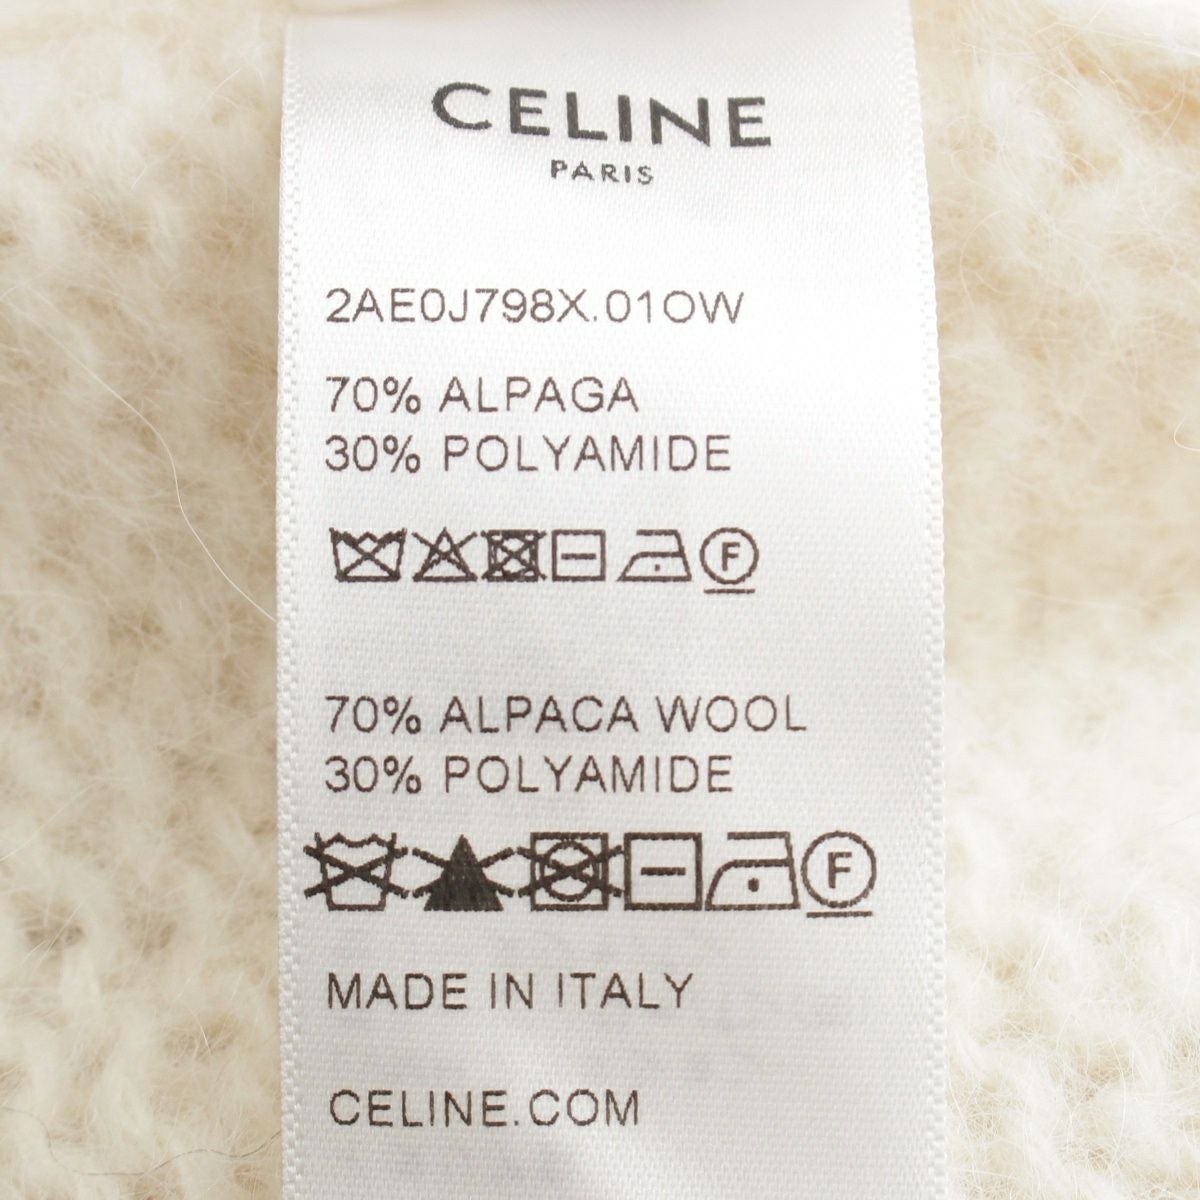 CELINE
PARIS
2AE0J798X.01OW
70% ALPAGA
30% POLYAMIDE
F
70% ALPACA WOOL
30% POLYAMIDE
F
MADE IN ITALY
CELINE.COM